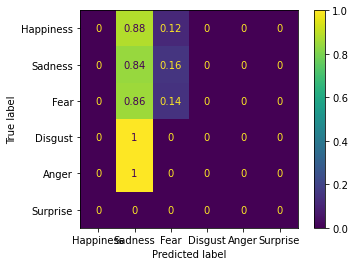 Happiness 0 0.88 0.12 0 0 0
Sadness 0 0.84 0.16 0 0 0
Fear 0 0.86 0.14 0 0 0
Disgust 0 1 0 0 0 0
Anger 0 1 0 0 0 0
Surprise 0 0 0 0 0 0
Happiness Sadness Fear Disgust Anger Surprise
Predicted label
True label
1.0
0.8
0.6
0.4
0.2
0.0